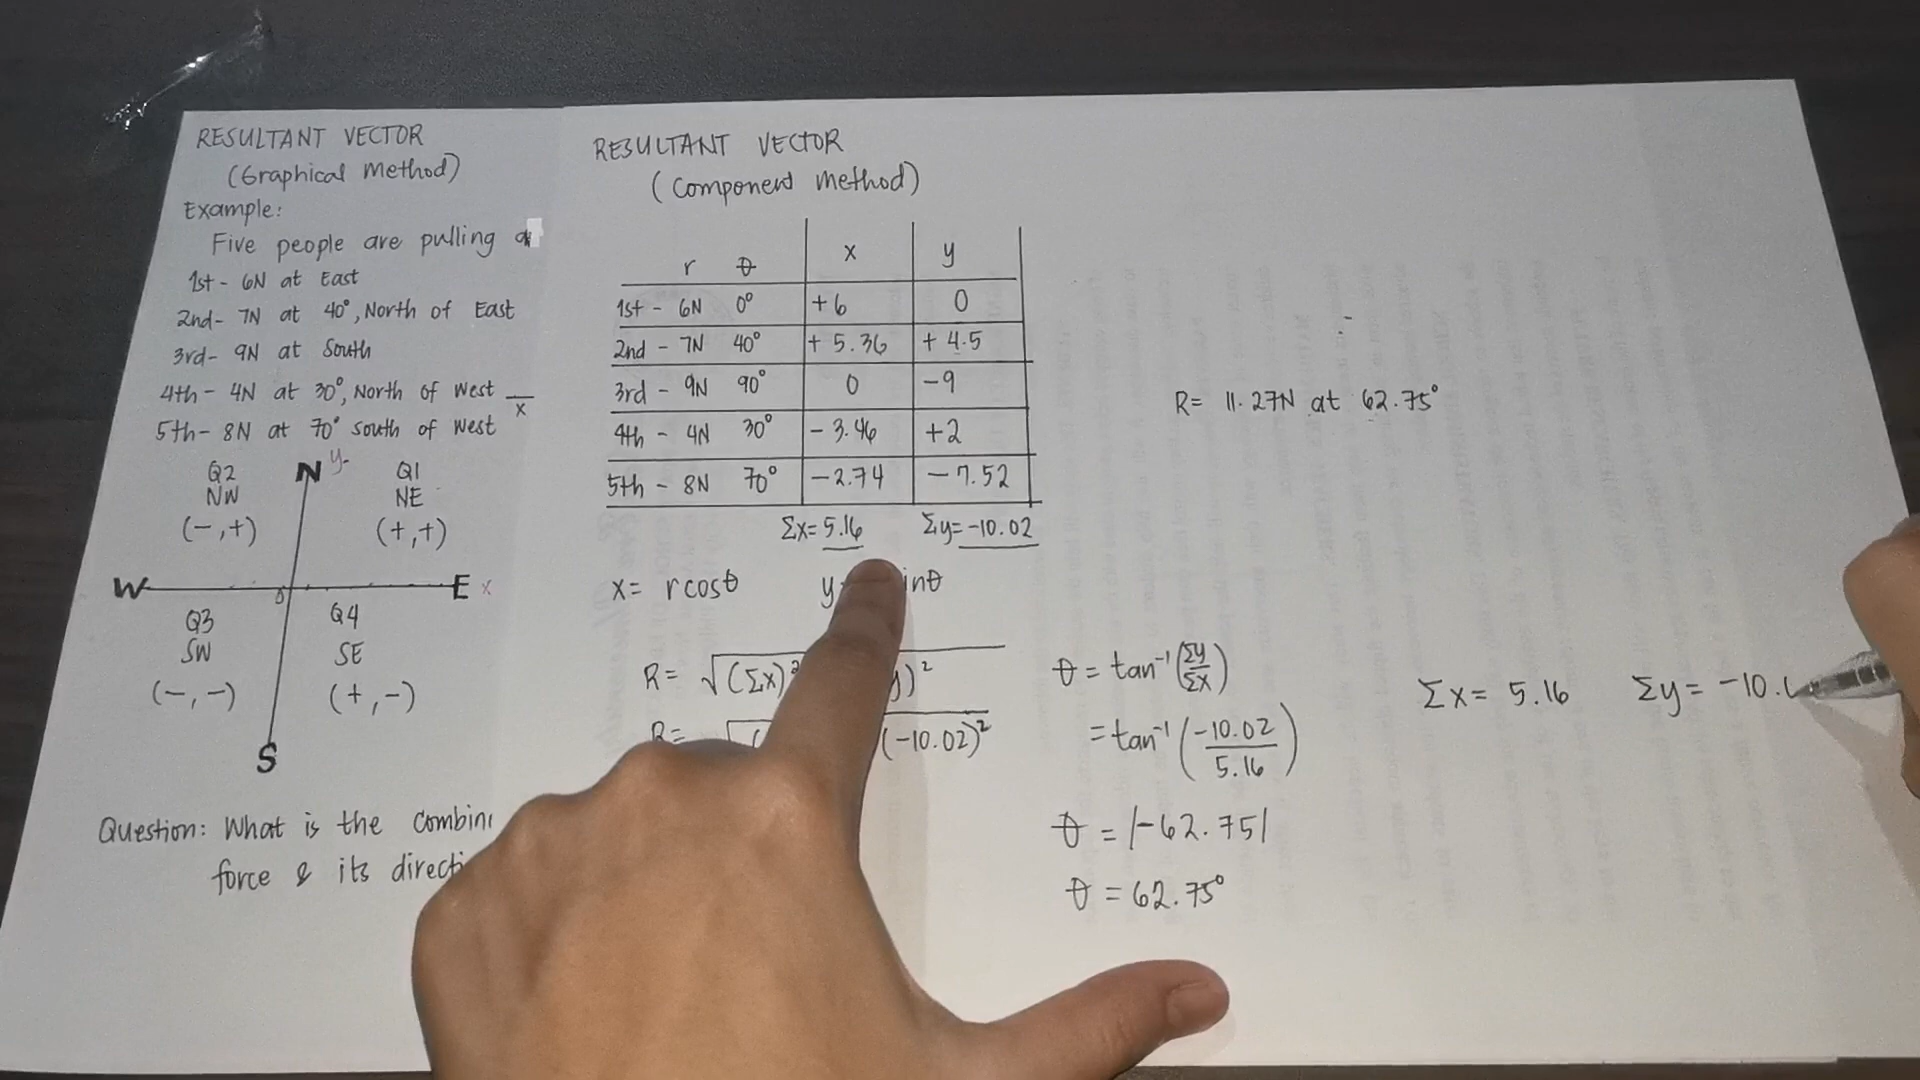 RESULTANT VECTOR
(Graphical Method)
Example:
Five people are pulling a
1st - 6N at East
2nd - 7N at 40°, North of East
3rd - 9N at South
4th - 4N at 30°, North of West
5th - 8N at 70° South of West
x
N y
Q2
NW
(-,+)
Q1
NE
(+,+)
W
E x
Q3
SW
(-,-)
Q4
SE
(+,-)
S
Question: What is the
force & its
RESULTANT VECTOR
(Component Method)
r θ x y
1st - 6N 0° +6 0
2nd - 7N 40° + 5.36 + 4.5
3rd - 9N 90° 0 -9
4th - 4N 30° - 3.46 +2
5th - 8N 70° - 2.74 - 7.52
Σx= 5.16 Σy= -10.02
x= r cosθ y
R= √(Σx)² )²
R= √( (-10.02)²
θ = tan⁻¹(Σy/Σx)
= tan⁻¹(-10.02/5.16)
θ = |-62.75|
θ = 62.75°
R= 11.27N at 62.75°
Σx= 5.16 Σy= -10.